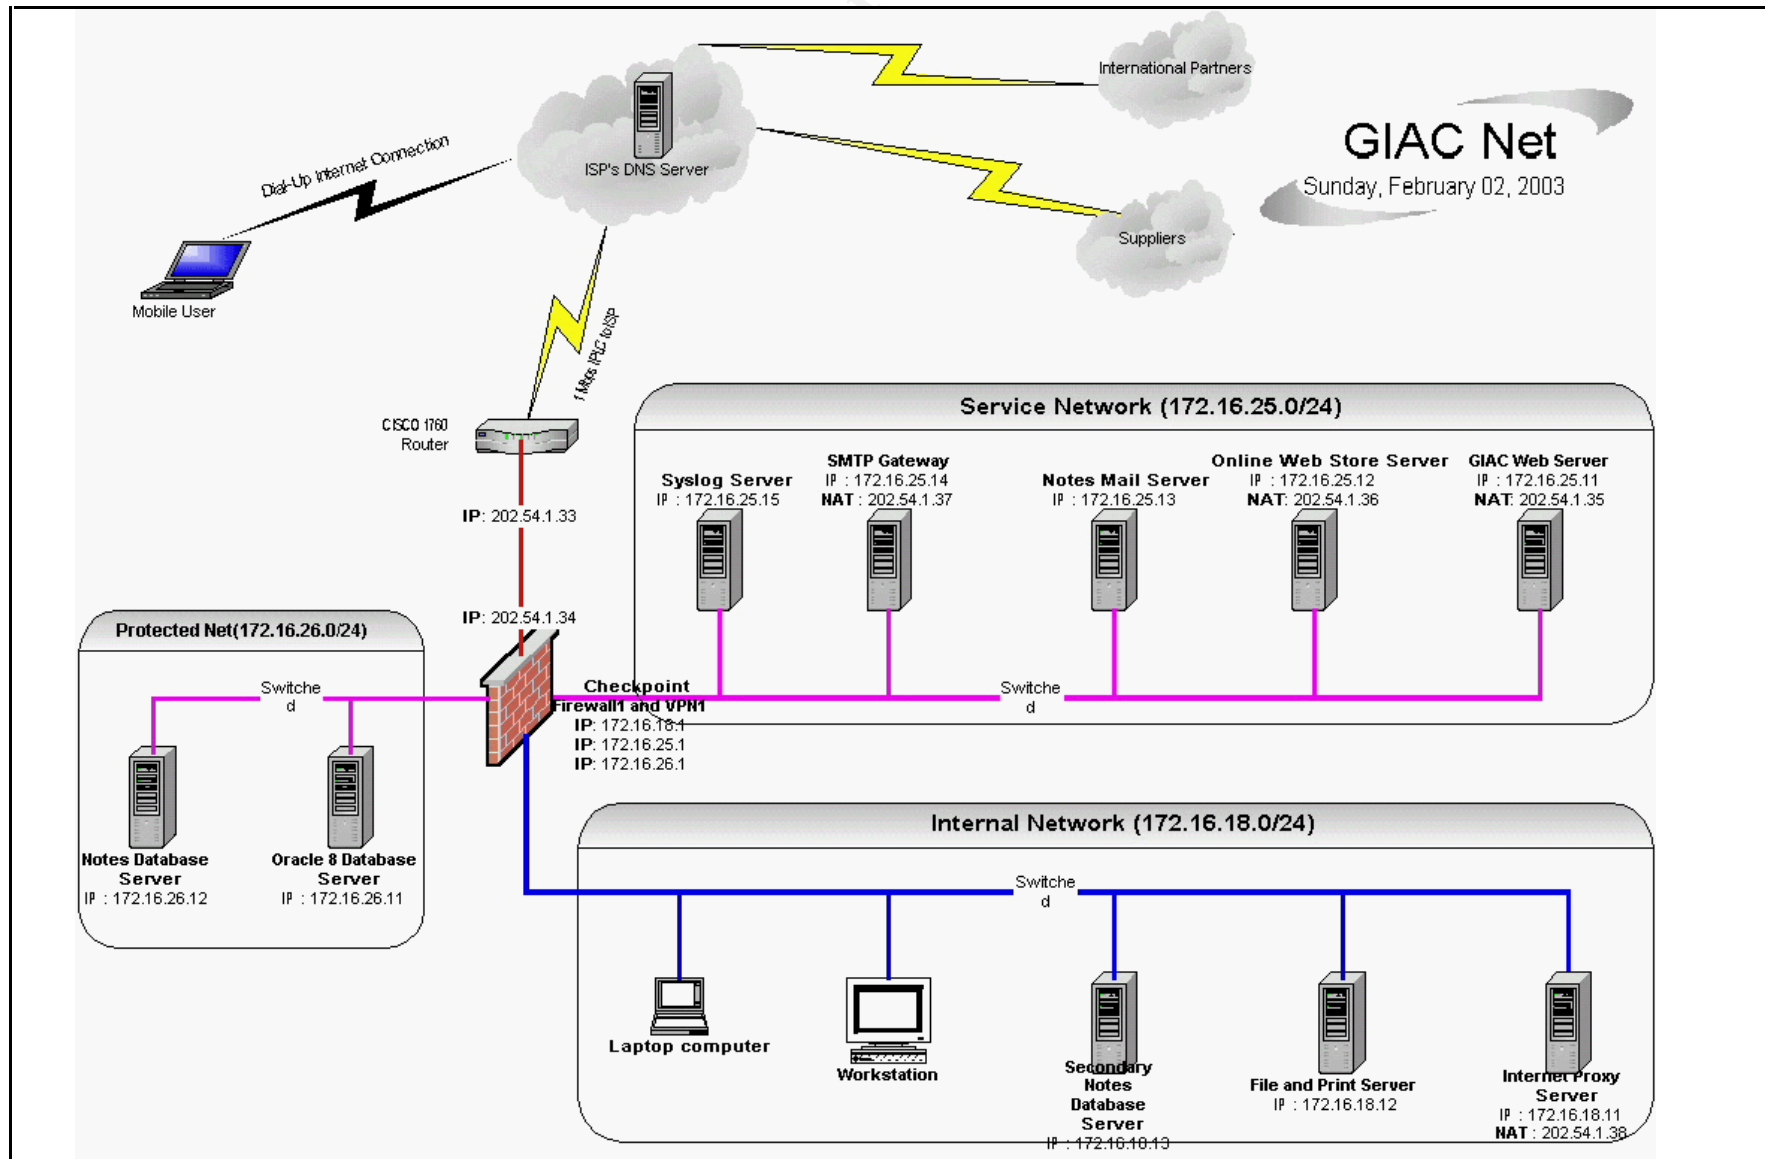 International Partners
GIAC Net
Sunday, February 02, 2003
ISP's DNS Server
Dial-Up Internet Connection
Suppliers
Mobile User
1 Mbps IPLC to ISP
CISCO 1760
Router
Service Network (172.16.25.0/24)
Syslog Server
IP : 172.16.25.15
SMTP Gateway
IP : 172.16.25.14
NAT : 202.54.1.37
Notes Mail Server
IP : 172.16.25.13
Online Web Store Server
IP : 172.16.25.12
NAT: 202.54.1.36
GIAC Web Server
IP : 172.16.25.11
NAT: 202.54.1.35
IP: 202.54.1.33
IP: 202.54.1.34
Protected Net(172.16.26.0/24)
Switche
d
Checkpoint
Firewall1 and VPN1
IP: 172.16.18.1
IP: 172.16.25.1
IP: 172.16.26.1
Switche
d
Notes Database
Server
IP : 172.16.26.12
Oracle 8 Database
Server
IP : 172.16.26.11
Internal Network (172.16.18.0/24)
Switche
d
Laptop computer
Workstation
Secondary
Notes
Database
Server
IP : 172.16.18.13
File and Print Server
IP : 172.16.18.12
Internet Proxy
Server
IP : 172.16.18.11
NAT : 202.54.1.38